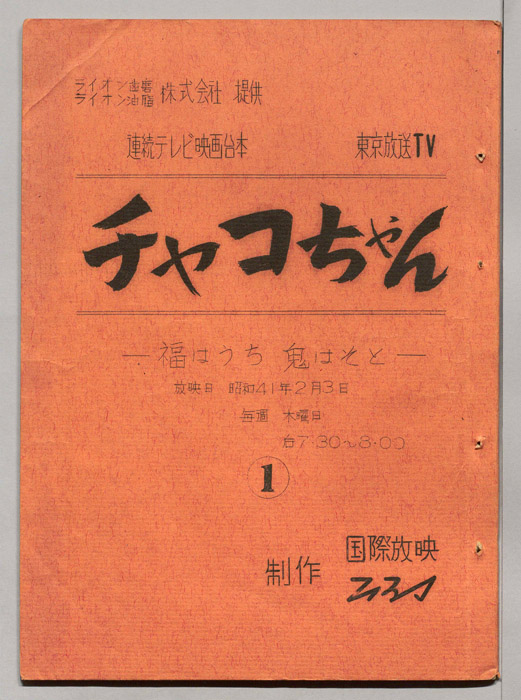 ライオン歯磨
ライオン油脂 株式会社 提供
連続テレビ映画台本 東京放送TV
チャコちゃん
―福はうち 鬼はそと―
放映日 昭和41年2月3日
毎週 木曜日
后7・30～8・00
1
制作 国際放映